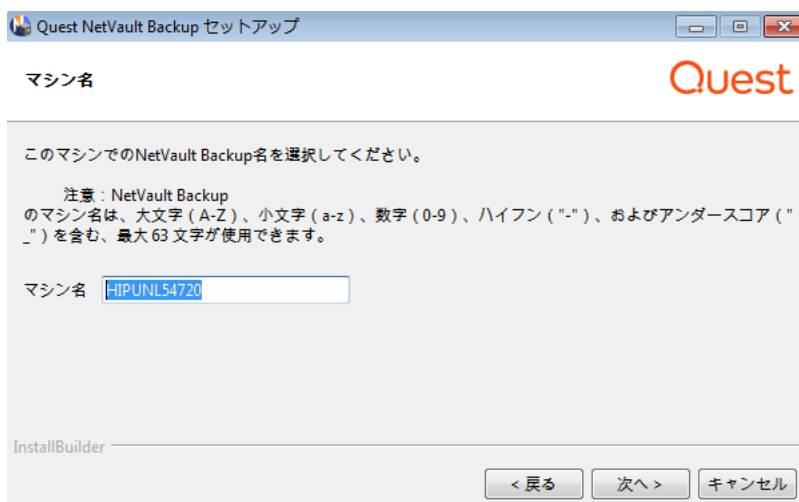 Quest NetVault Backup セットアップ
マシン名
Quest
このマシンでのNetVault Backup名を選択してください。
注意 : NetVault Backup
のマシン名は、大文字 ( A-Z ) 、小文字 ( a-z ) 、数字 ( 0-9 ) 、ハイフン ( "-" ) 、およびアンダースコア ( "
_" ) を含む、最大 63 文字が使用できます。
マシン名 HIPUNL54720
InstallBuilder
< 戻る 次へ > キャンセル